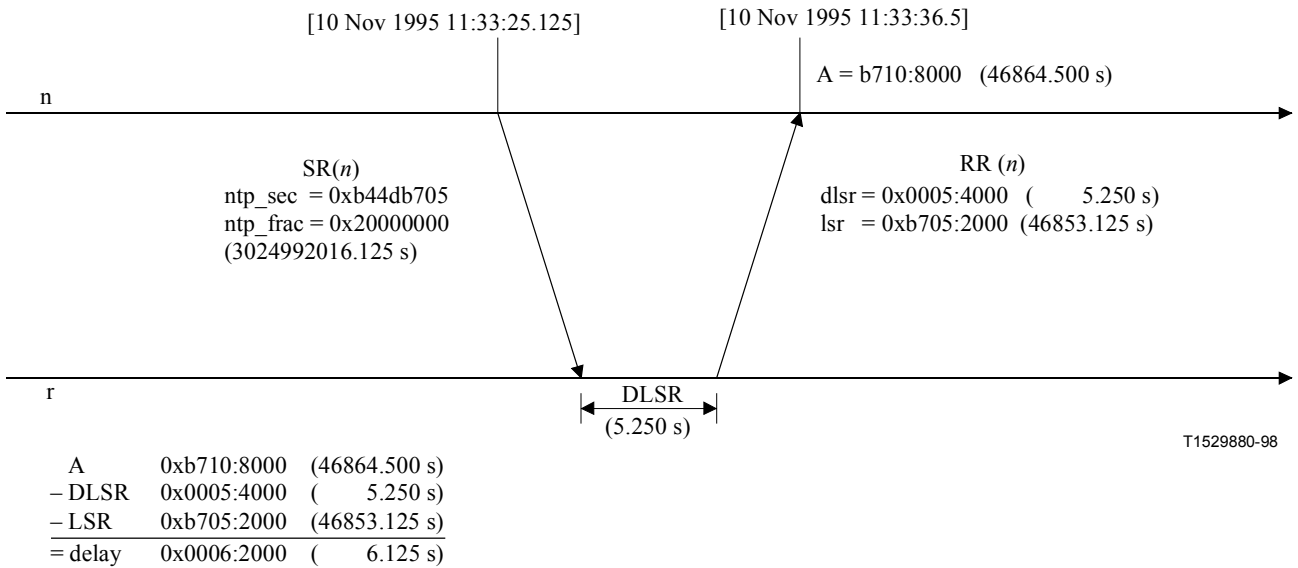 [10 Nov 1995 11:33:25.125] [10 Nov 1995 11:33:36.5]
A = b710:8000 (46864.500 s)
n
SR(n)
ntp_sec = 0xb44db705
ntp_frac = 0x20000000
(3024992016.125 s)
RR (n)
dlsr = 0x0005:4000 ( 5.250 s)
lsr = 0xb705:2000 (46853.125 s)
r
DLSR
(5.250 s)
T1529880-98
A 0xb710:8000 (46864.500 s)
– DLSR 0x0005:4000 ( 5.250 s)
– LSR 0xb705:2000 (46853.125 s)
= delay 0x0006:2000 ( 6.125 s)